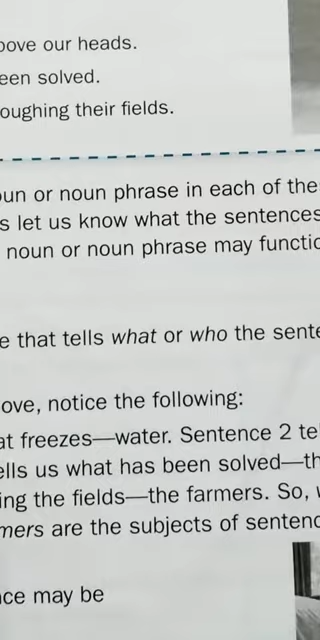 bove our heads.
een solved.
oughing their fields.
oun or noun phrase in each of the
s let us know what the sentences
noun or noun phrase may functio
e that tells what or who the sente
ove, notice the following:
at freezes—water. Sentence 2 te
ells us what has been solved—th
ing the fields—the farmers. So, w
mers are the subjects of sentenc
ce may be